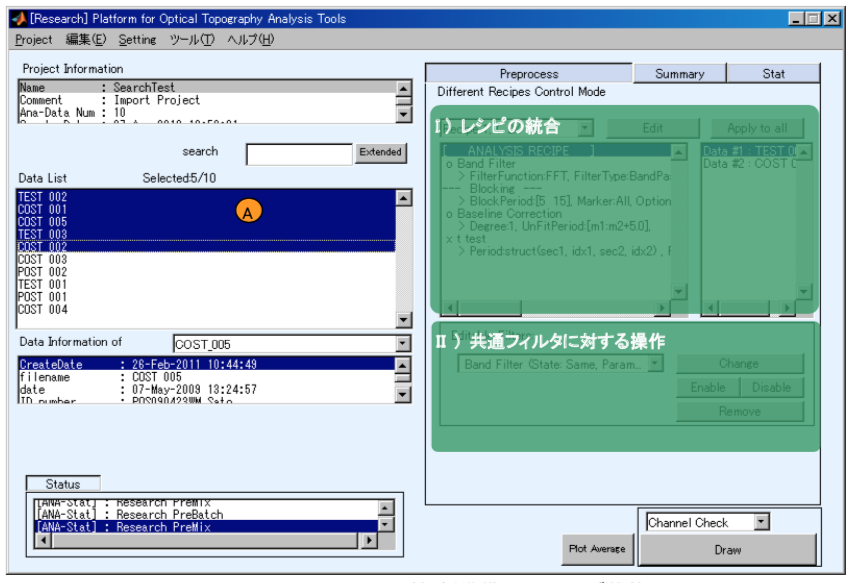 [Research] Platform for Optical Topography Analysis Tools
Project 編集(E) Setting ツール(T) ヘルプ(H)
Project Information
Name : SearchTest
Comment : Import Project
Ana-Data Num : 10
search
Extended
Data List Selected:5/10
TEST 002
COST 001
COST 005
TEST 003
COST 002
COST 003
POST 002
TEST 001
POST 001
COST 004
A
Data Information of COST_005
CreateDate : 26-Feb-2011 10:44:49
filename : COST 005
date : 07-May-2009 13:24:57
ID number : POS090423WM_Sato
Status
[ANA-Stat] : Research PreMix
[ANA-Stat] : Research PreBatch
[ANA-Stat] : Research PreMix
Preprocess Summary Stat
Different Recipes Control Mode
I ）レシピの統合
Edit Apply to all
[ ANALYSIS RECIPE ]
o Band Filter
> FilterFunction:FFT, FilterType:BandPa
--- Blocking ---
> BlockPeriod:[5 15], Marker:All, Option
o Baseline Correction
> Degree:1, UnFitPeriod:[m1:m2+5.0],
x t test
> Period:struct(sec1, idx1, sec2, idx2) , F
Data #1 : TEST 0
Data #2 : COST 0
II ）共通フィルタに対する操作
Band Filter (State: Same, Param...
Change
Enable Disable
Remove
Channel Check
Plot Average
Draw